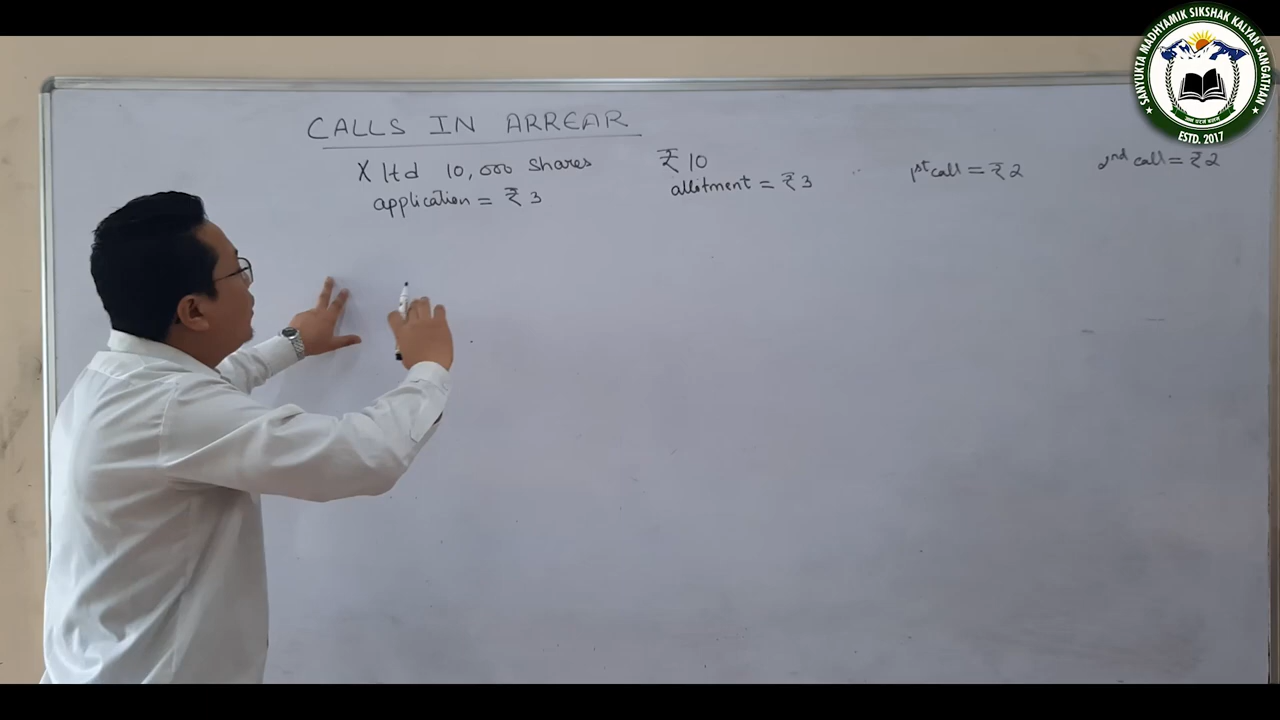 CALLS IN ARREAR
X ltd 10,000 shares ₹10
application = ₹3 allotment = ₹3 1st call = ₹2 2nd call = ₹2
SANYUKTA MADHYAMIK SIKSHAK KALYAN SANGATHAN
ESTD. 2017